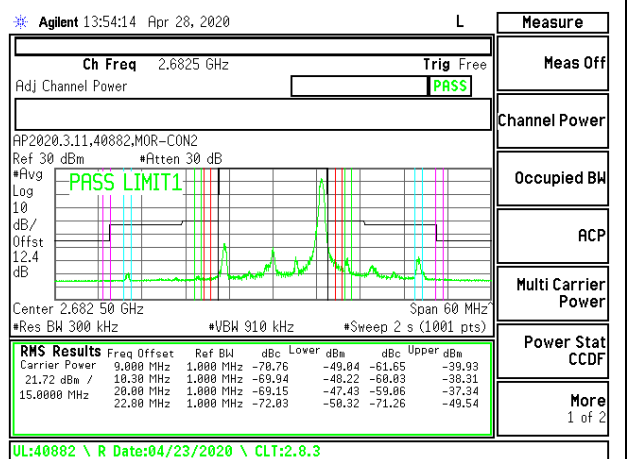 Agilent 13:54:14 Apr 28, 2020 L Measure
Ch Freq 2.6825 GHz Trig Free
Meas Off
Adj Channel Power PASS
Channel Power
AP2020.3.11,40882,MOR-CON2
Ref 30 dBm #Atten 30 dB
#Avg
PASS LIMIT1
Occupied BW
Log
10
dB/
ACP
Offst
12.4
dB
Multi Carrier
Power
Center 2.682 50 GHz Span 60 MHz^
#Res BW 300 kHz #VBW 910 kHz #Sweep 2 s (1001 pts)
Power Stat
CCDF
RMS Results Freq Offset Ref BW dBc Lower dBm dBc Upper dBm
Carrier Power 9.000 MHz 1.000 MHz -70.76 -49.04 -61.65 -39.93
21.72 dBm / 10.30 MHz 1.000 MHz -69.94 -48.22 -60.03 -38.31
15.0000 MHz 20.00 MHz 1.000 MHz -69.15 -47.43 -59.06 -37.34
22.80 MHz 1.000 MHz -72.03 -50.32 -71.26 -49.54
More
1 of 2
UL:40882 \ R Date:04/23/2020 \ CLT:2.8.3